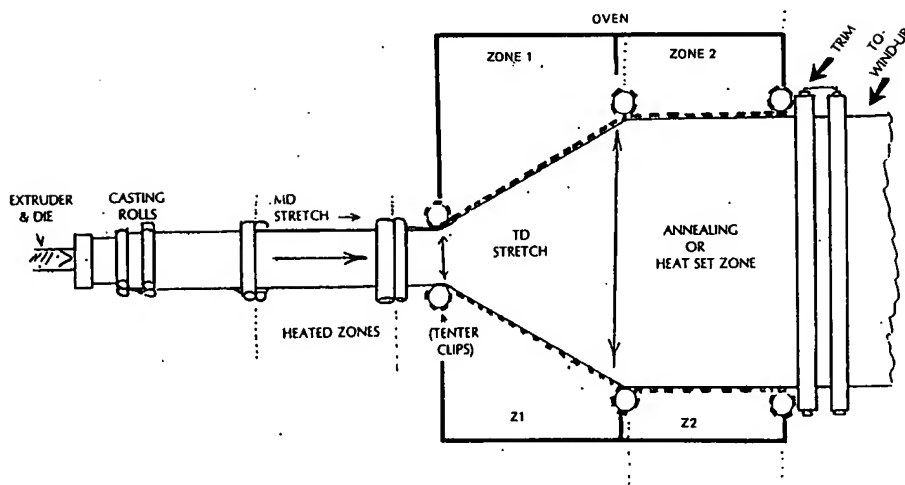 OVEN
ZONE 1
ZONE 2
TRIM
TO-
WIND-UP
EXTRUDER
& DIE
CASTING
ROLLS
MD
STRETCH
TD
STRETCH
ANNEALING
OR
HEAT SET ZONE
HEATED ZONES
(TENTER
CLIPS)
Z1
Z2